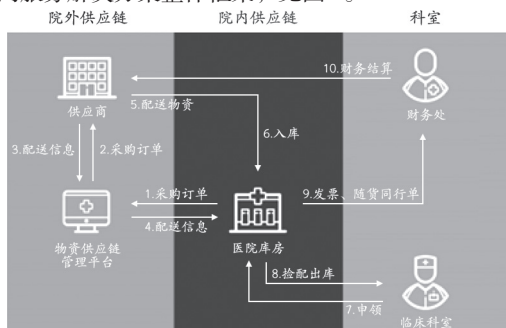 院外供应链 院内供应链 科室
10.财务结算
供应商
5.配送物资
财务处
6.入库
3.配送信息 2.采购订单
1.采购订单
9.发票、随货同行单
4.配送信息
物资供应链
管理平台
医院库房
8.捡配出库
7.申领
临床科室